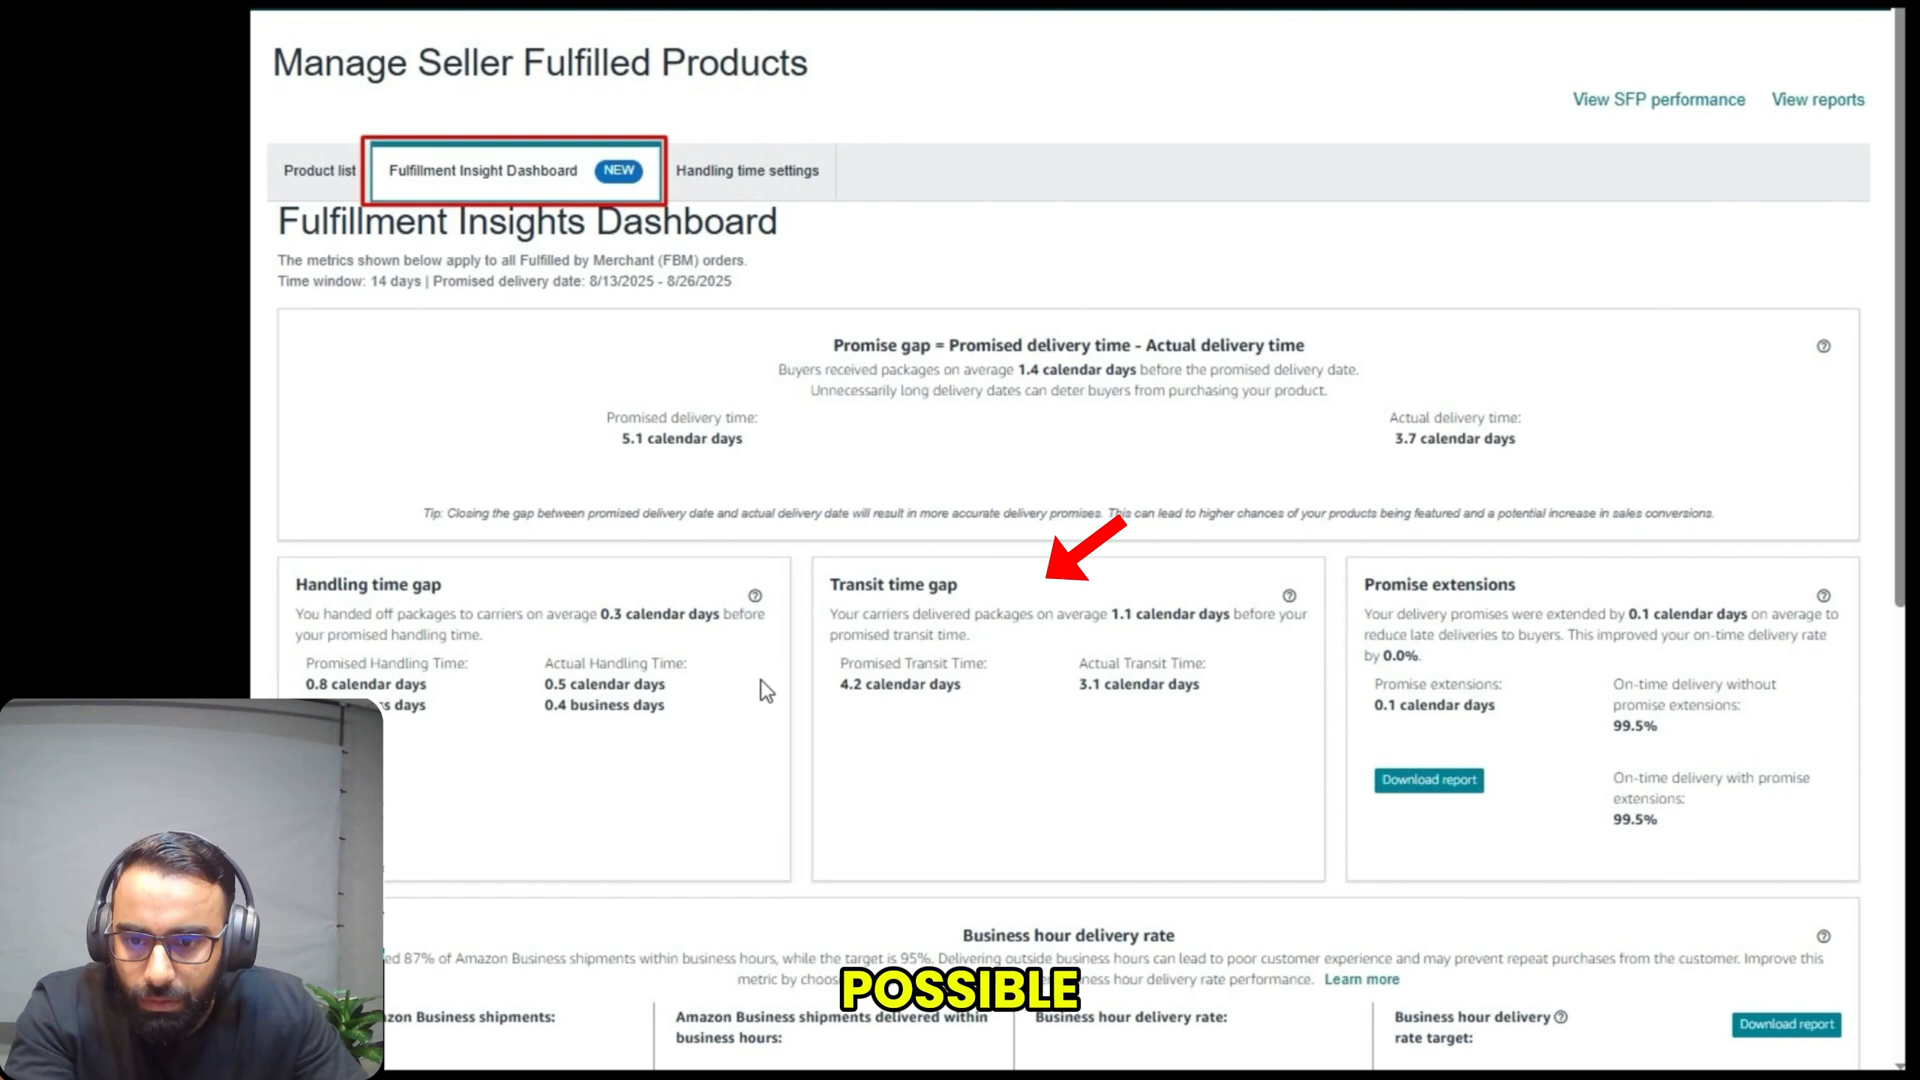 Manage Seller Fulfilled Products
View SFP performance View reports
Product list Fulfillment Insight Dashboard NEW Handling time settings
Fulfillment Insights Dashboard
The metrics shown below apply to all Fulfilled by Merchant (FBM) orders.
Time window: 14 days | Promised delivery date: 8/13/2025 - 8/26/2025
Promise gap = Promised delivery time - Actual delivery time
Buyers received packages on average 1.4 calendar days before the promised delivery date.
Unnecessarily long delivery dates can deter buyers from purchasing your product.
Promised delivery time:
5.1 calendar days
Actual delivery time:
3.7 calendar days
Tip: Closing the gap between promised delivery date and actual delivery date will result in more accurate delivery promises. This can lead to higher chances of your products being featured and a potential increase in sales conversions.
Handling time gap
You handed off packages to carriers on average 0.3 calendar days before
your promised handling time.
Promised Handling Time:
0.8 calendar days
s days
Actual Handling Time:
0.5 calendar days
0.4 business days
Transit time gap
Your carriers delivered packages on average 1.1 calendar days before your
promised transit time.
Promised Transit Time:
4.2 calendar days
Actual Transit Time:
3.1 calendar days
Promise extensions
Your delivery promises were extended by 0.1 calendar days on average to
reduce late deliveries to buyers. This improved your on-time delivery rate
by 0.0%.
Promise extensions:
0.1 calendar days
Download report
On-time delivery without
promise extensions:
99.5%
On-time delivery with promise
extensions:
99.5%
Business hour delivery rate
ed 87% of Amazon Business shipments within business hours, while the target is 95%. Delivering outside business hours can lead to poor customer experience and may prevent repeat purchases from the customer. Improve this
metric by choos ness hour delivery rate performance. Learn more
POSSIBLE
zon Business shipments:
Amazon Business shipments delivered within
business hours:
Business hour delivery rate:
Business hour delivery
rate target:
Download report